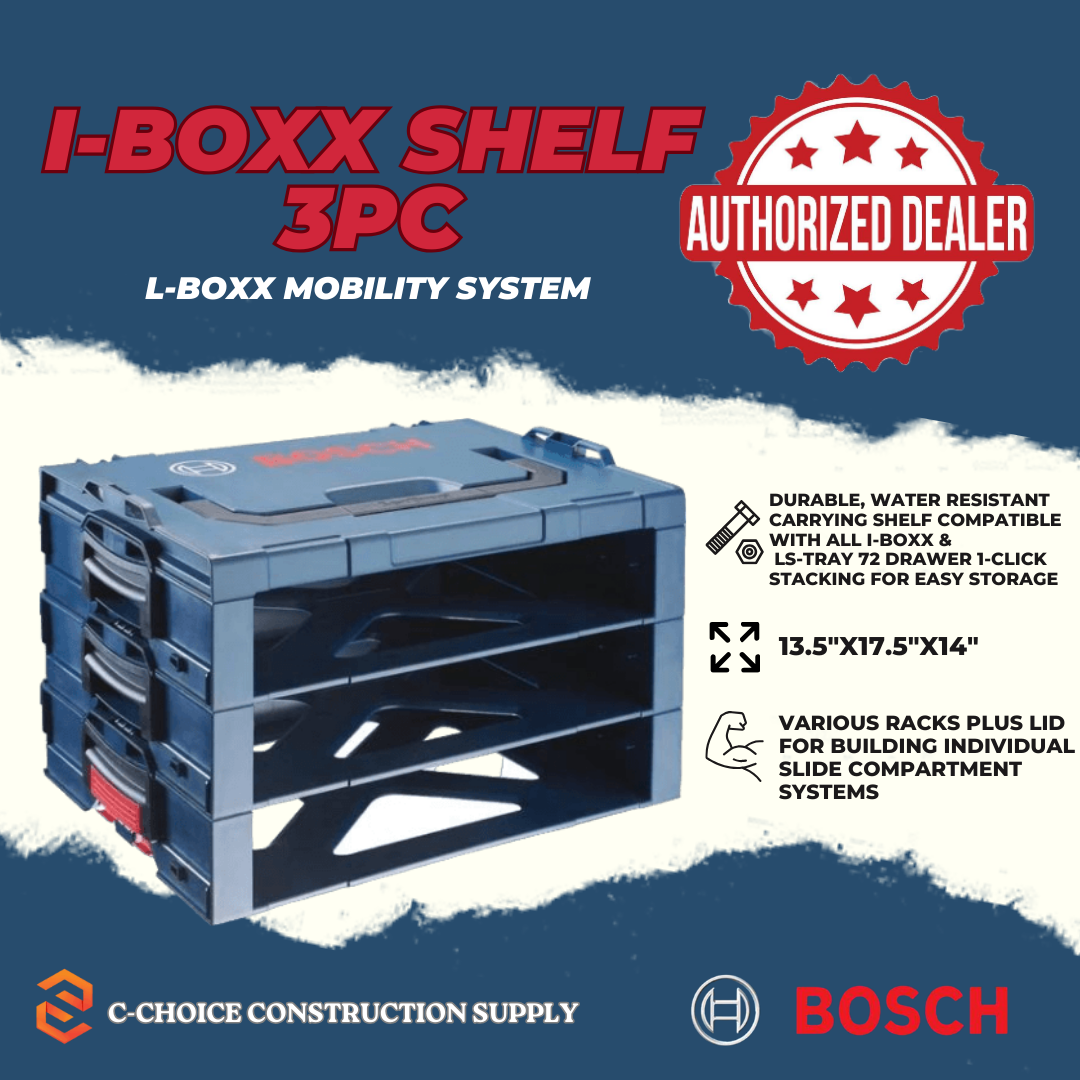 I-BOXX SHELF
3PC
L-BOXX MOBILITY SYSTEM
AUTHORIZED DEALER
BOSCH
DURABLE, WATER RESISTANT
CARRYING SHELF COMPATIBLE
WITH ALL I-BOXX &
LS-TRAY 72 DRAWER 1-CLICK
STACKING FOR EASY STORAGE
13.5"X17.5"X14"
VARIOUS RACKS PLUS LID
FOR BUILDING INDIVIDUAL
SLIDE COMPARTMENT
SYSTEMS
C-CHOICE CONSTRUCTION SUPPLY
BOSCH